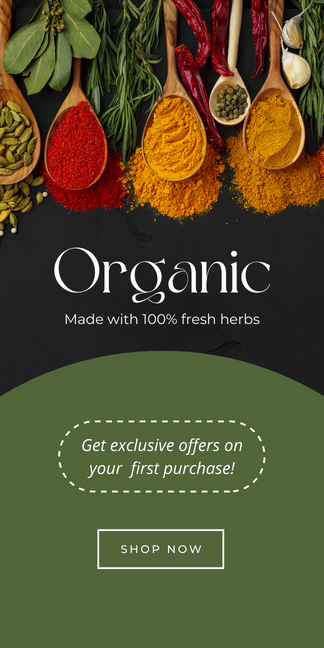 Organic
Made with 100% fresh herbs
Get exclusive offers on
your first purchase!
SHOP NOW